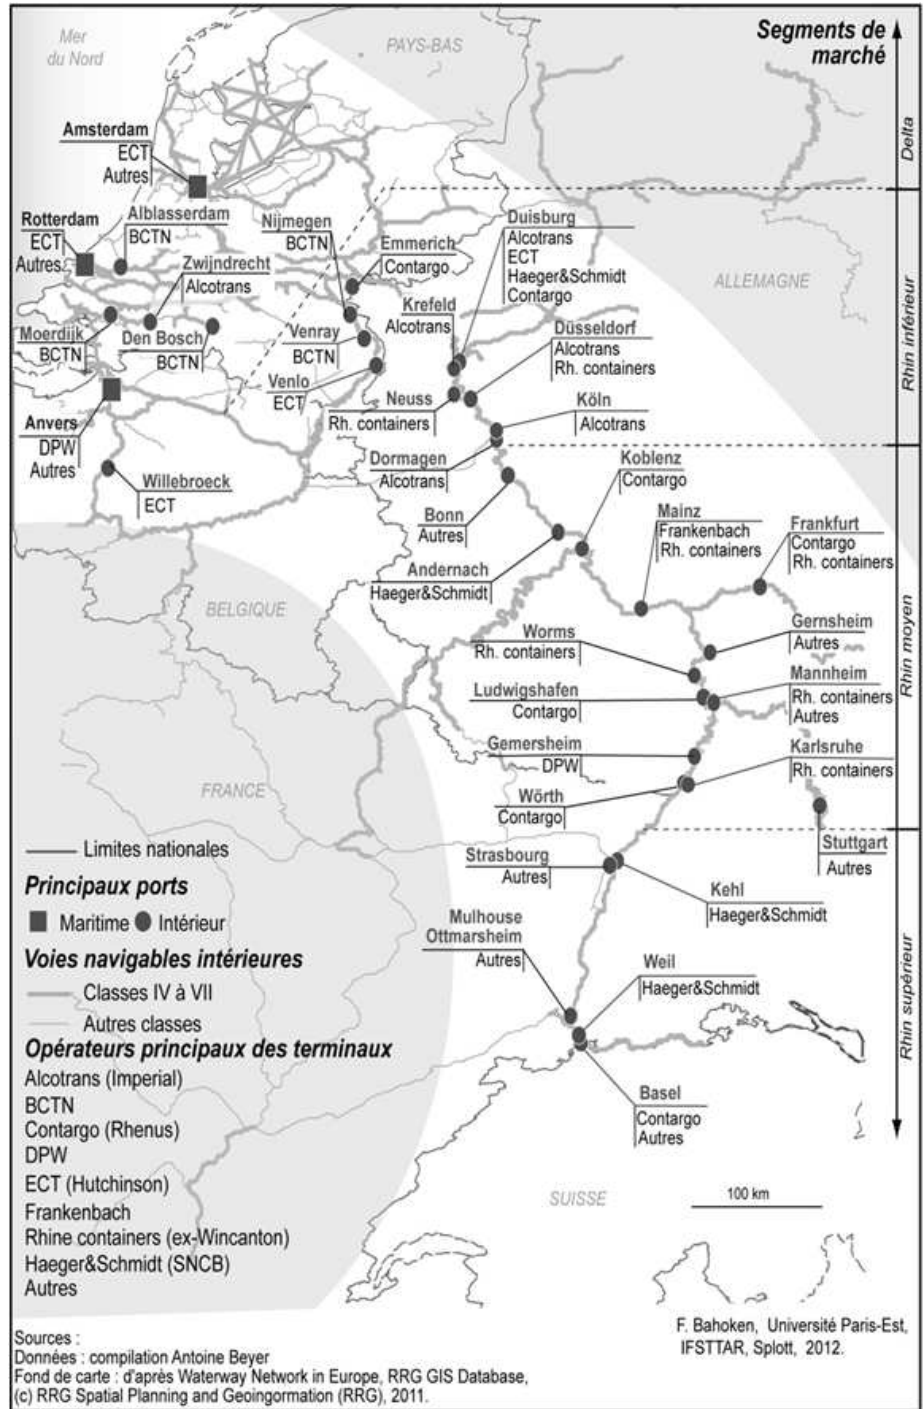 Mer
du Nord
PAYS-BAS
Segments de
marché
Delta
Amsterdam
ECT
Autres
Rotterdam
ECT
Autres
Alblasserdam
BCTN
Zwijndrecht
Alcotrans
Nijmegen
BCTN
Emmerich
Contargo
Duisburg
Alcotrans
ECT
Haeger&Schmidt
Contargo
ALLEMAGNE
Rhin inférieur
Krefeld
Alcotrans
Düsseldorf
Alcotrans
Rh. containers
Moerdijk
BCTN
Den Bosch
BCTN
Venray
BCTN
Venlo
ECT
Neuss
Rh. containers
Köln
Alcotrans
Anvers
DPW
Autres
Willebroeck
ECT
Dormagen
Alcotrans
Koblenz
Contargo
Bonn
Autres
Mainz
Frankenbach
Rh. containers
Frankfurt
Contargo
Rh. containers
Andernach
Haeger&Schmidt
BELGIQUE
Rhin moyen
Gernsheim
Autres
Worms
Rh. containers
Mannheim
Rh. containers
Autres
Ludwigshafen
Contargo
Gemersheim
DPW
Karlsruhe
Rh. containers
Wörth
Contargo
FRANCE
Stuttgart
Autres
Strasbourg
Autres
Kehl
Haeger&Schmidt
Mulhouse
Ottmarsheim
Autres
Weil
Haeger&Schmidt
Rhin supérieur
Basel
Contargo
Autres
SUISSE
100 km
Limites nationales
Principaux ports
Maritime Intérieur
Voies navigables intérieures
Classes IV à VII
Autres classes
Opérateurs principaux des terminaux
Alcotrans (Imperial)
BCTN
Contargo (Rhenus)
DPW
ECT (Hutchinson)
Frankenbach
Rhine containers (ex-Wincanton)
Haeger&Schmidt (SNCB)
Autres
F. Bahoken, Université Paris-Est,
IFSTTAR, Splott, 2012.
Sources :
Données : compilation Antoine Beyer
Fond de carte : d'après Waterway Network in Europe, RRG GIS Database,
(c) RRG Spatial Planning and Geoingormation (RRG), 2011.